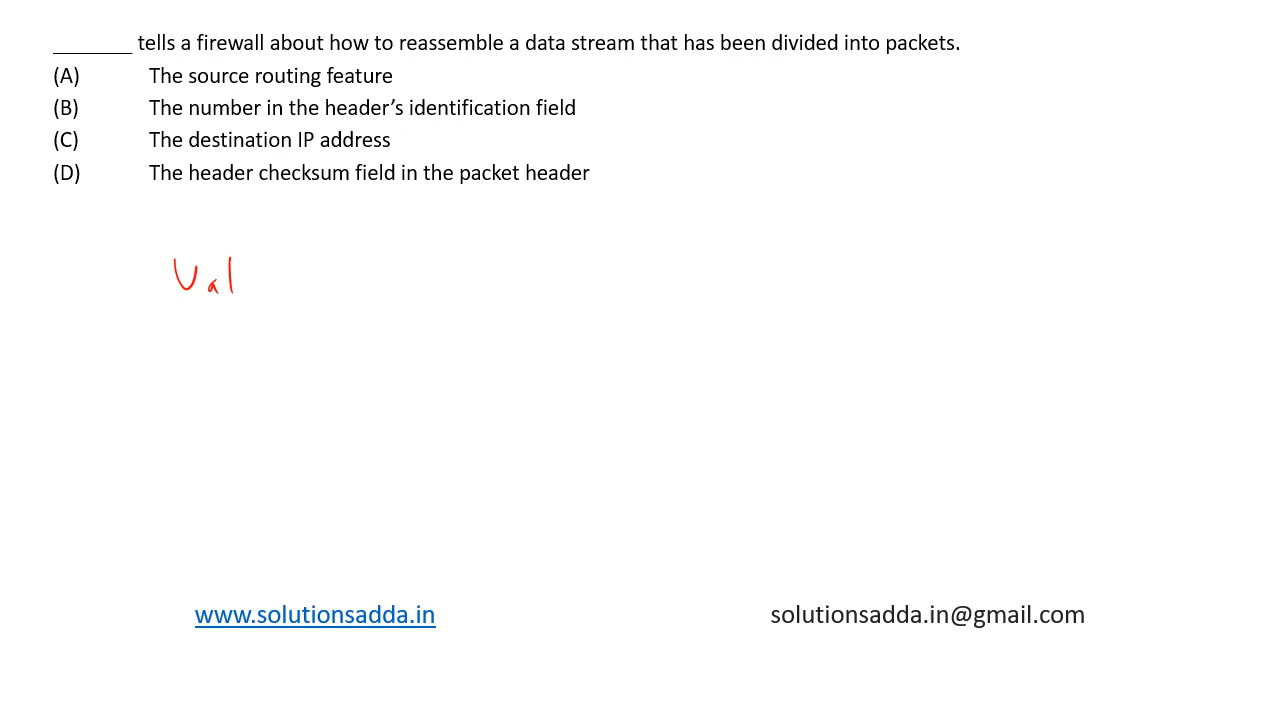 ________ tells a firewall about how to reassemble a data stream that has been divided into packets.
(A) The source routing feature
(B) The number in the header’s identification field
(C) The destination IP address
(D) The header checksum field in the packet header
Val
www.solutionsadda.in solutionsadda.in@gmail.com